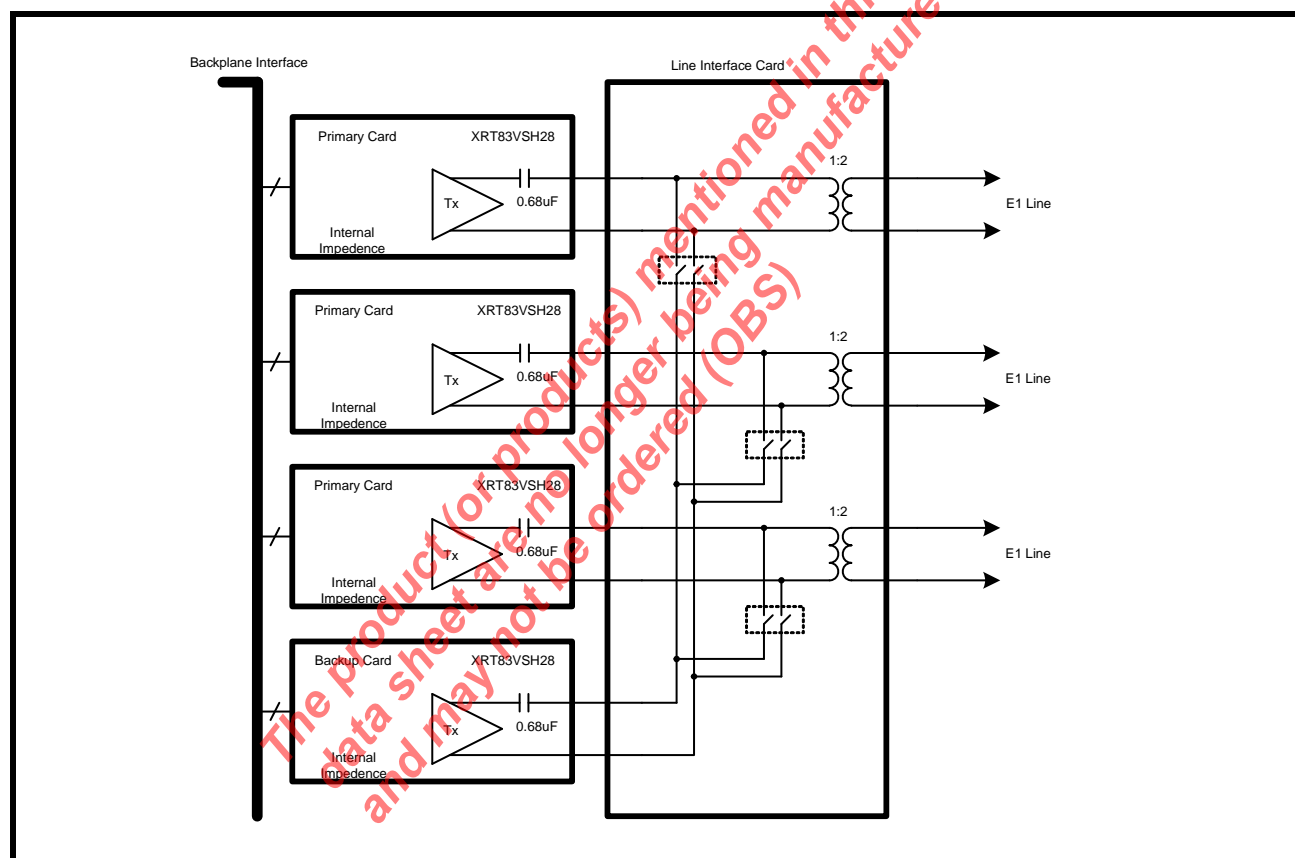 Backplane Interface
Line Interface Card
Primary Card XRT83VSH28
Tx
0.68uF
Internal
Impedence
1:2
E1 Line
Primary Card XRT83VSH28
Tx
0.68uF
Internal
Impedence
1:2
E1 Line
Primary Card XRT83VSH28
Tx
0.68uF
Internal
Impedence
1:2
E1 Line
Backup Card XRT83VSH28
Tx
0.68uF
Internal
Impedence
The product (or products) mentioned in
data sheet are no longer being manufacture
and may not be ordered (OBS)